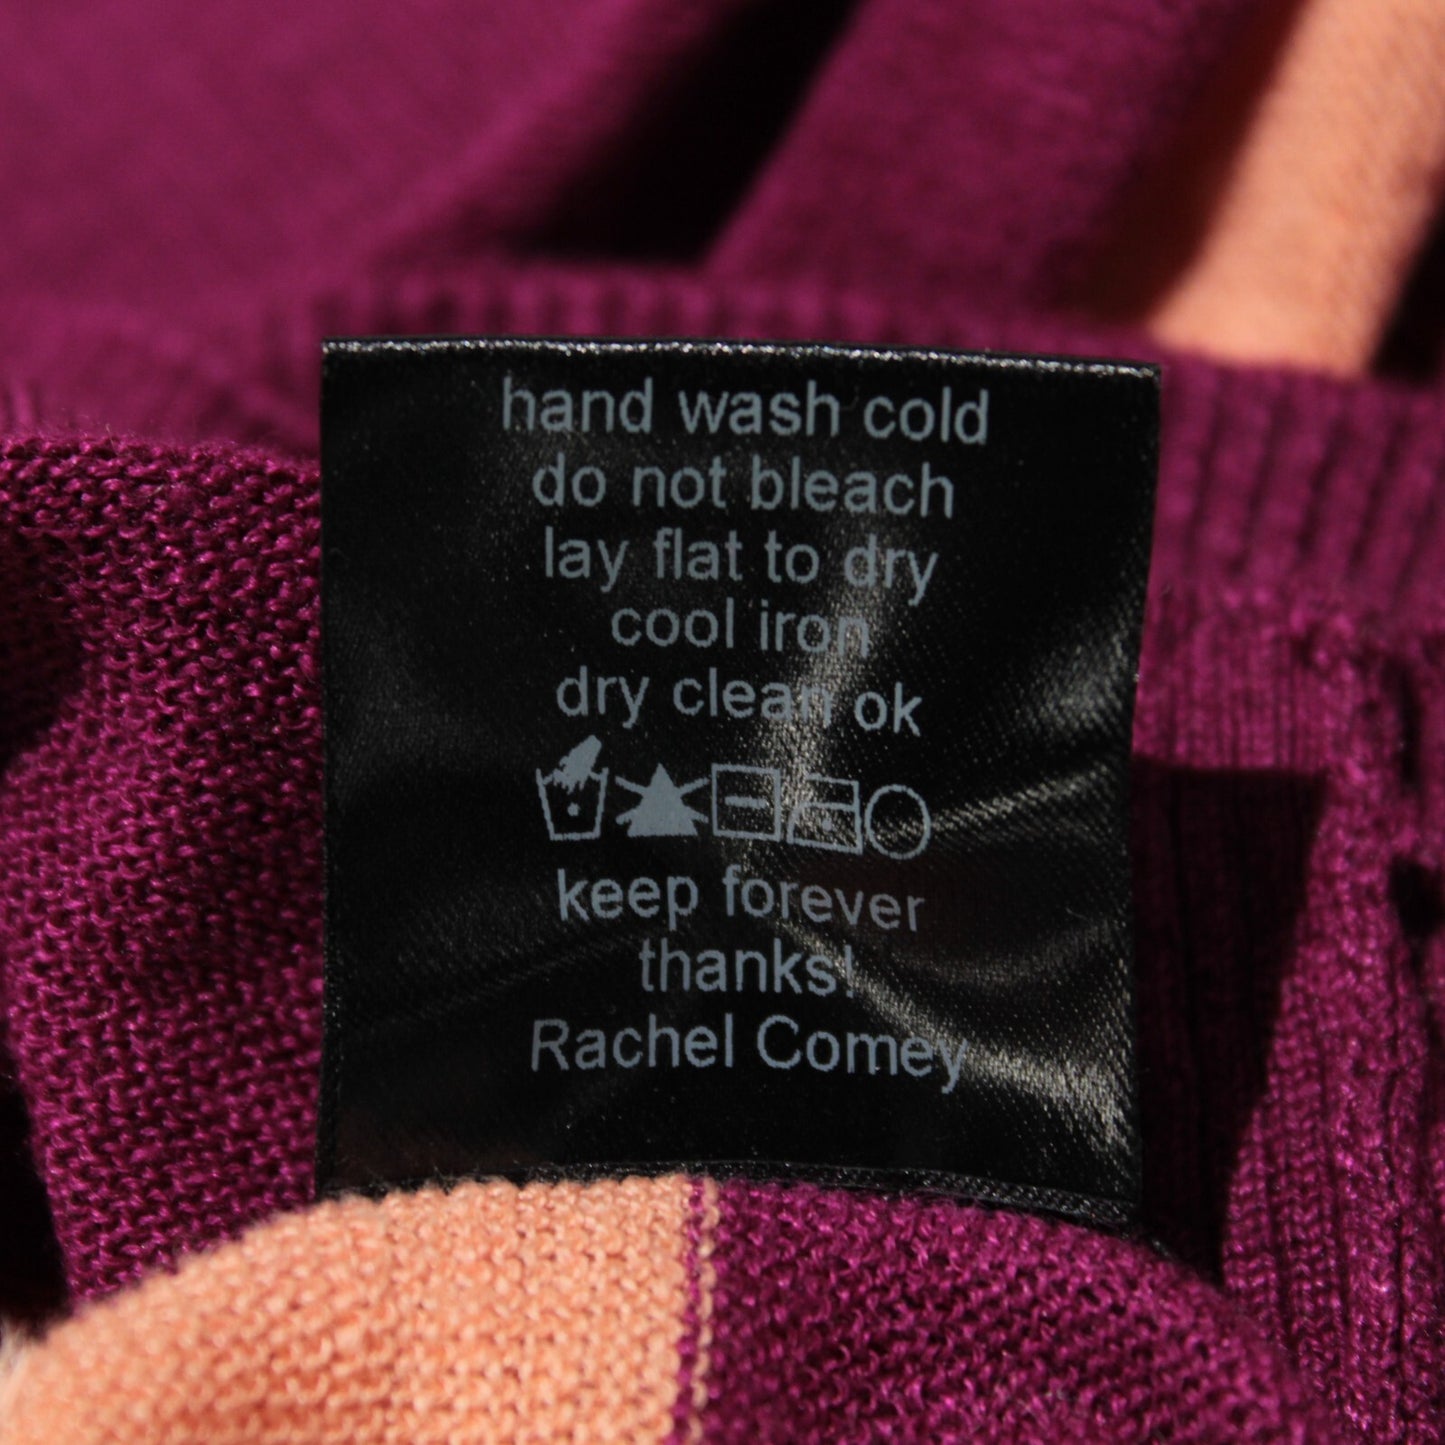 hand wash cold
do not bleach
lay flat to dry
cool iron
dry clean ok
keep forever
thanks!
Rachel Comey